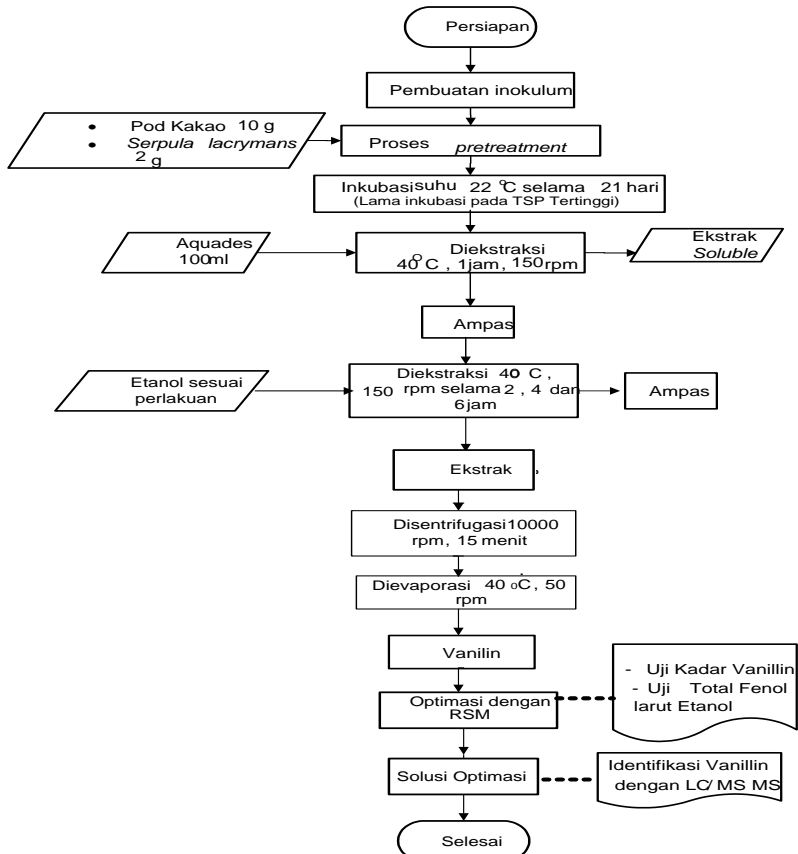 Persiapan
Pembuatan inokulum
• Pod Kakao 10 g
• Serpula lacrymans
2 g
Proses pretreatment
Inkubasi suhu 22 °C selama 21 hari
(Lama inkubasi pada TSP Tertinggi)
Aquades
100ml
Diekstraksi
40°C , 1jam, 150rpm
Ekstrak
Soluble
Ampas
Etanol sesuai
perlakuan
Diekstraksi 40 C ,
150 rpm selama 2 , 4 dan
6jam
Ampas
Ekstrak
Disentrifugasi10000
rpm, 15 menit
Dievaporasi 40 oC, 50
rpm
Vanilin
Optimasi dengan
RSM
- Uji Kadar Vanillin
- Uji Total Fenol
larut Etanol
Solusi Optimasi
Identifikasi Vanillin
dengan LC/ MS MS
Selesai